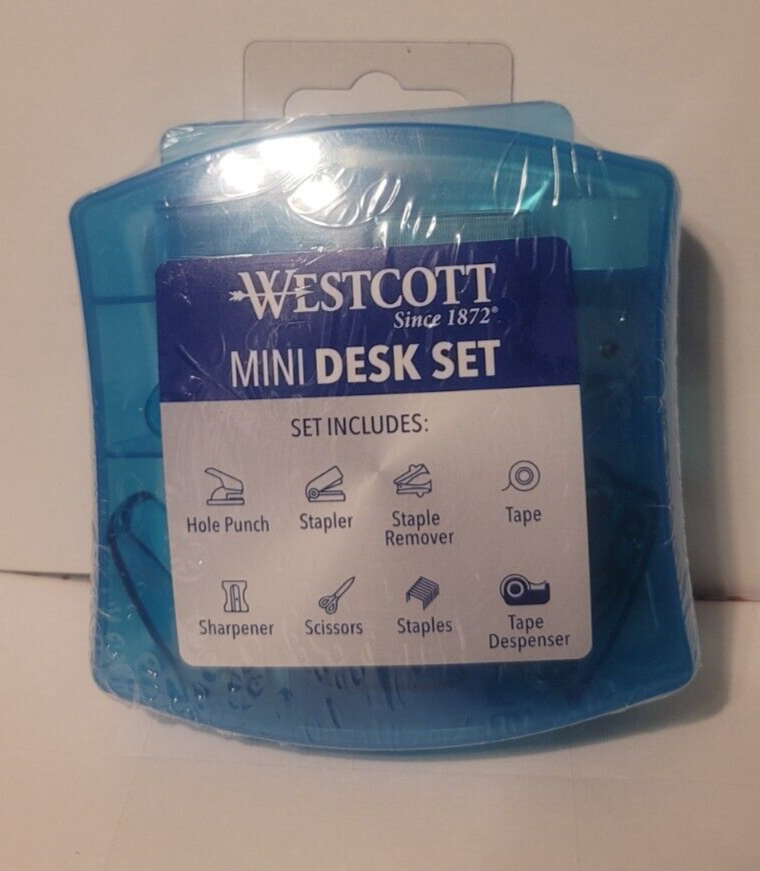 WESTCOTT
Since 1872®
MINI DESK SET
SET INCLUDES:
Hole Punch
Stapler
Staple
Remover
Tape
Sharpener
Scissors
Staples
Tape
Despenser